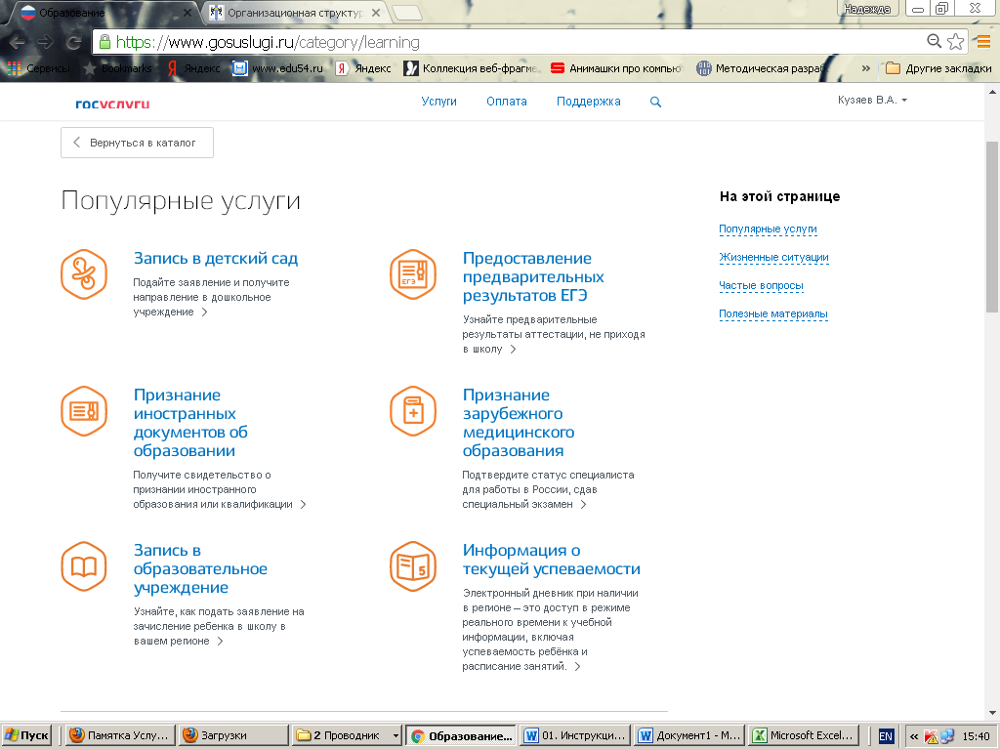 Образование
Организационная структур
Надежда
https://www.gosuslugi.ru/category/learning
Сервисы
Bookmarks
Яндекс
www.edu54.ru
Яндекс
Коллекция веб-фрагме...
Анимашки про компью
Методическая разраб
»
Другие закладки
госуслуги
Услуги
Оплата
Поддержка
Кузяев В.А.
Вернуться в каталог
Популярные услуги
Запись в детский сад
Подайте заявление и получите
направление в дошкольное
учреждение
ЕГЭ
Предоставление
предварительных
результатов ЕГЭ
Узнайте предварительные
результаты аттестации, не приходя
в школу
Признание
иностранных
документов об
образовании
Получите свидетельство о
признании иностранного
образования или квалификации
Признание
зарубежного
медицинского
образования
Подтвердите статус специалиста
для работы в России, сдав
специальный экзамен
Запись в
образовательное
учреждение
Узнайте, как подать заявление на
зачисление ребенка в школу в
вашем регионе
5
Информация о
текущей успеваемости
Электронный дневник при наличии
в регионе – это доступ в режиме
реального времени к учебной
информации, включая
успеваемость ребёнка и
расписание занятий.
На этой странице
Популярные услуги
Жизненные ситуации
Частые вопросы
Полезные материалы
Пуск
Памятка Услу...
Загрузки
2 Проводник
Образование...
01. Инструкци...
Документ1 - М...
Microsoft Excel...
EN
«
15:40